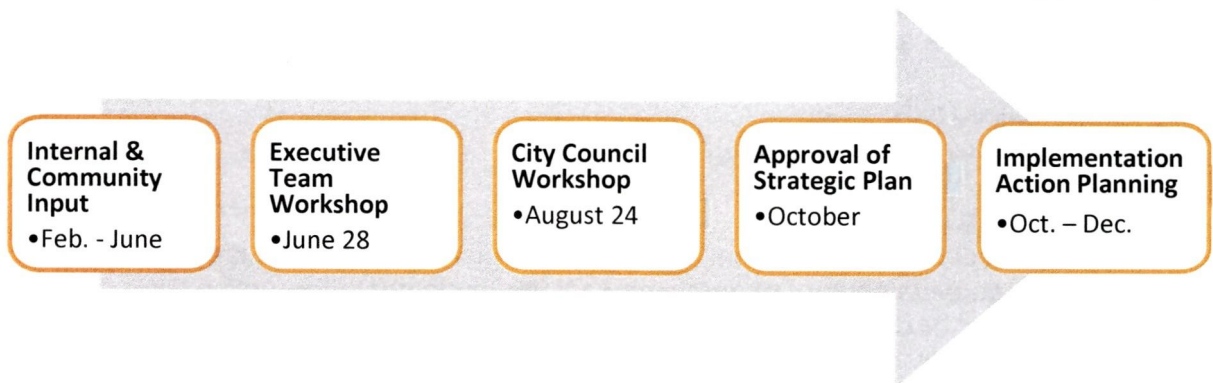 Internal &
Community
Input
•Feb. - June
Executive
Team
Workshop
•June 28
City Council
Workshop
•August 24
Approval of
Strategic Plan
•October
Implementation
Action Planning
•Oct. – Dec.